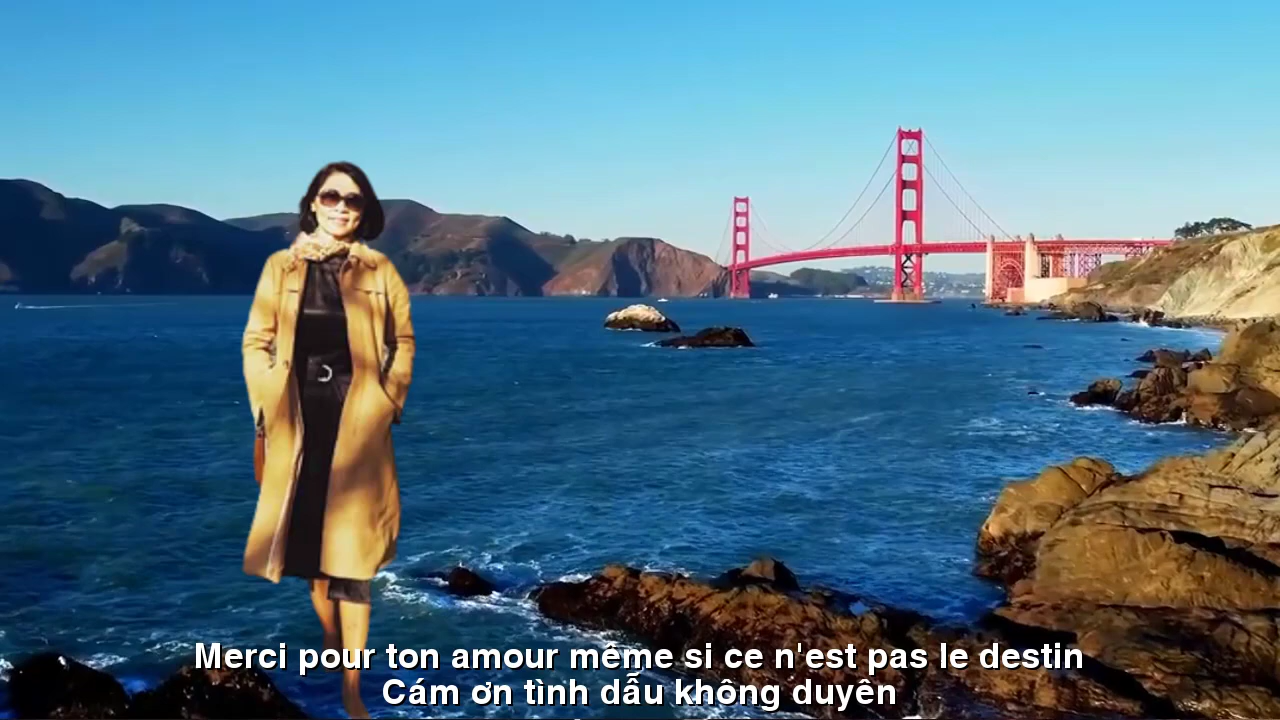 Merci pour ton amour même si ce n'est pas le destin
Cám ơn tình dẫu không duyên